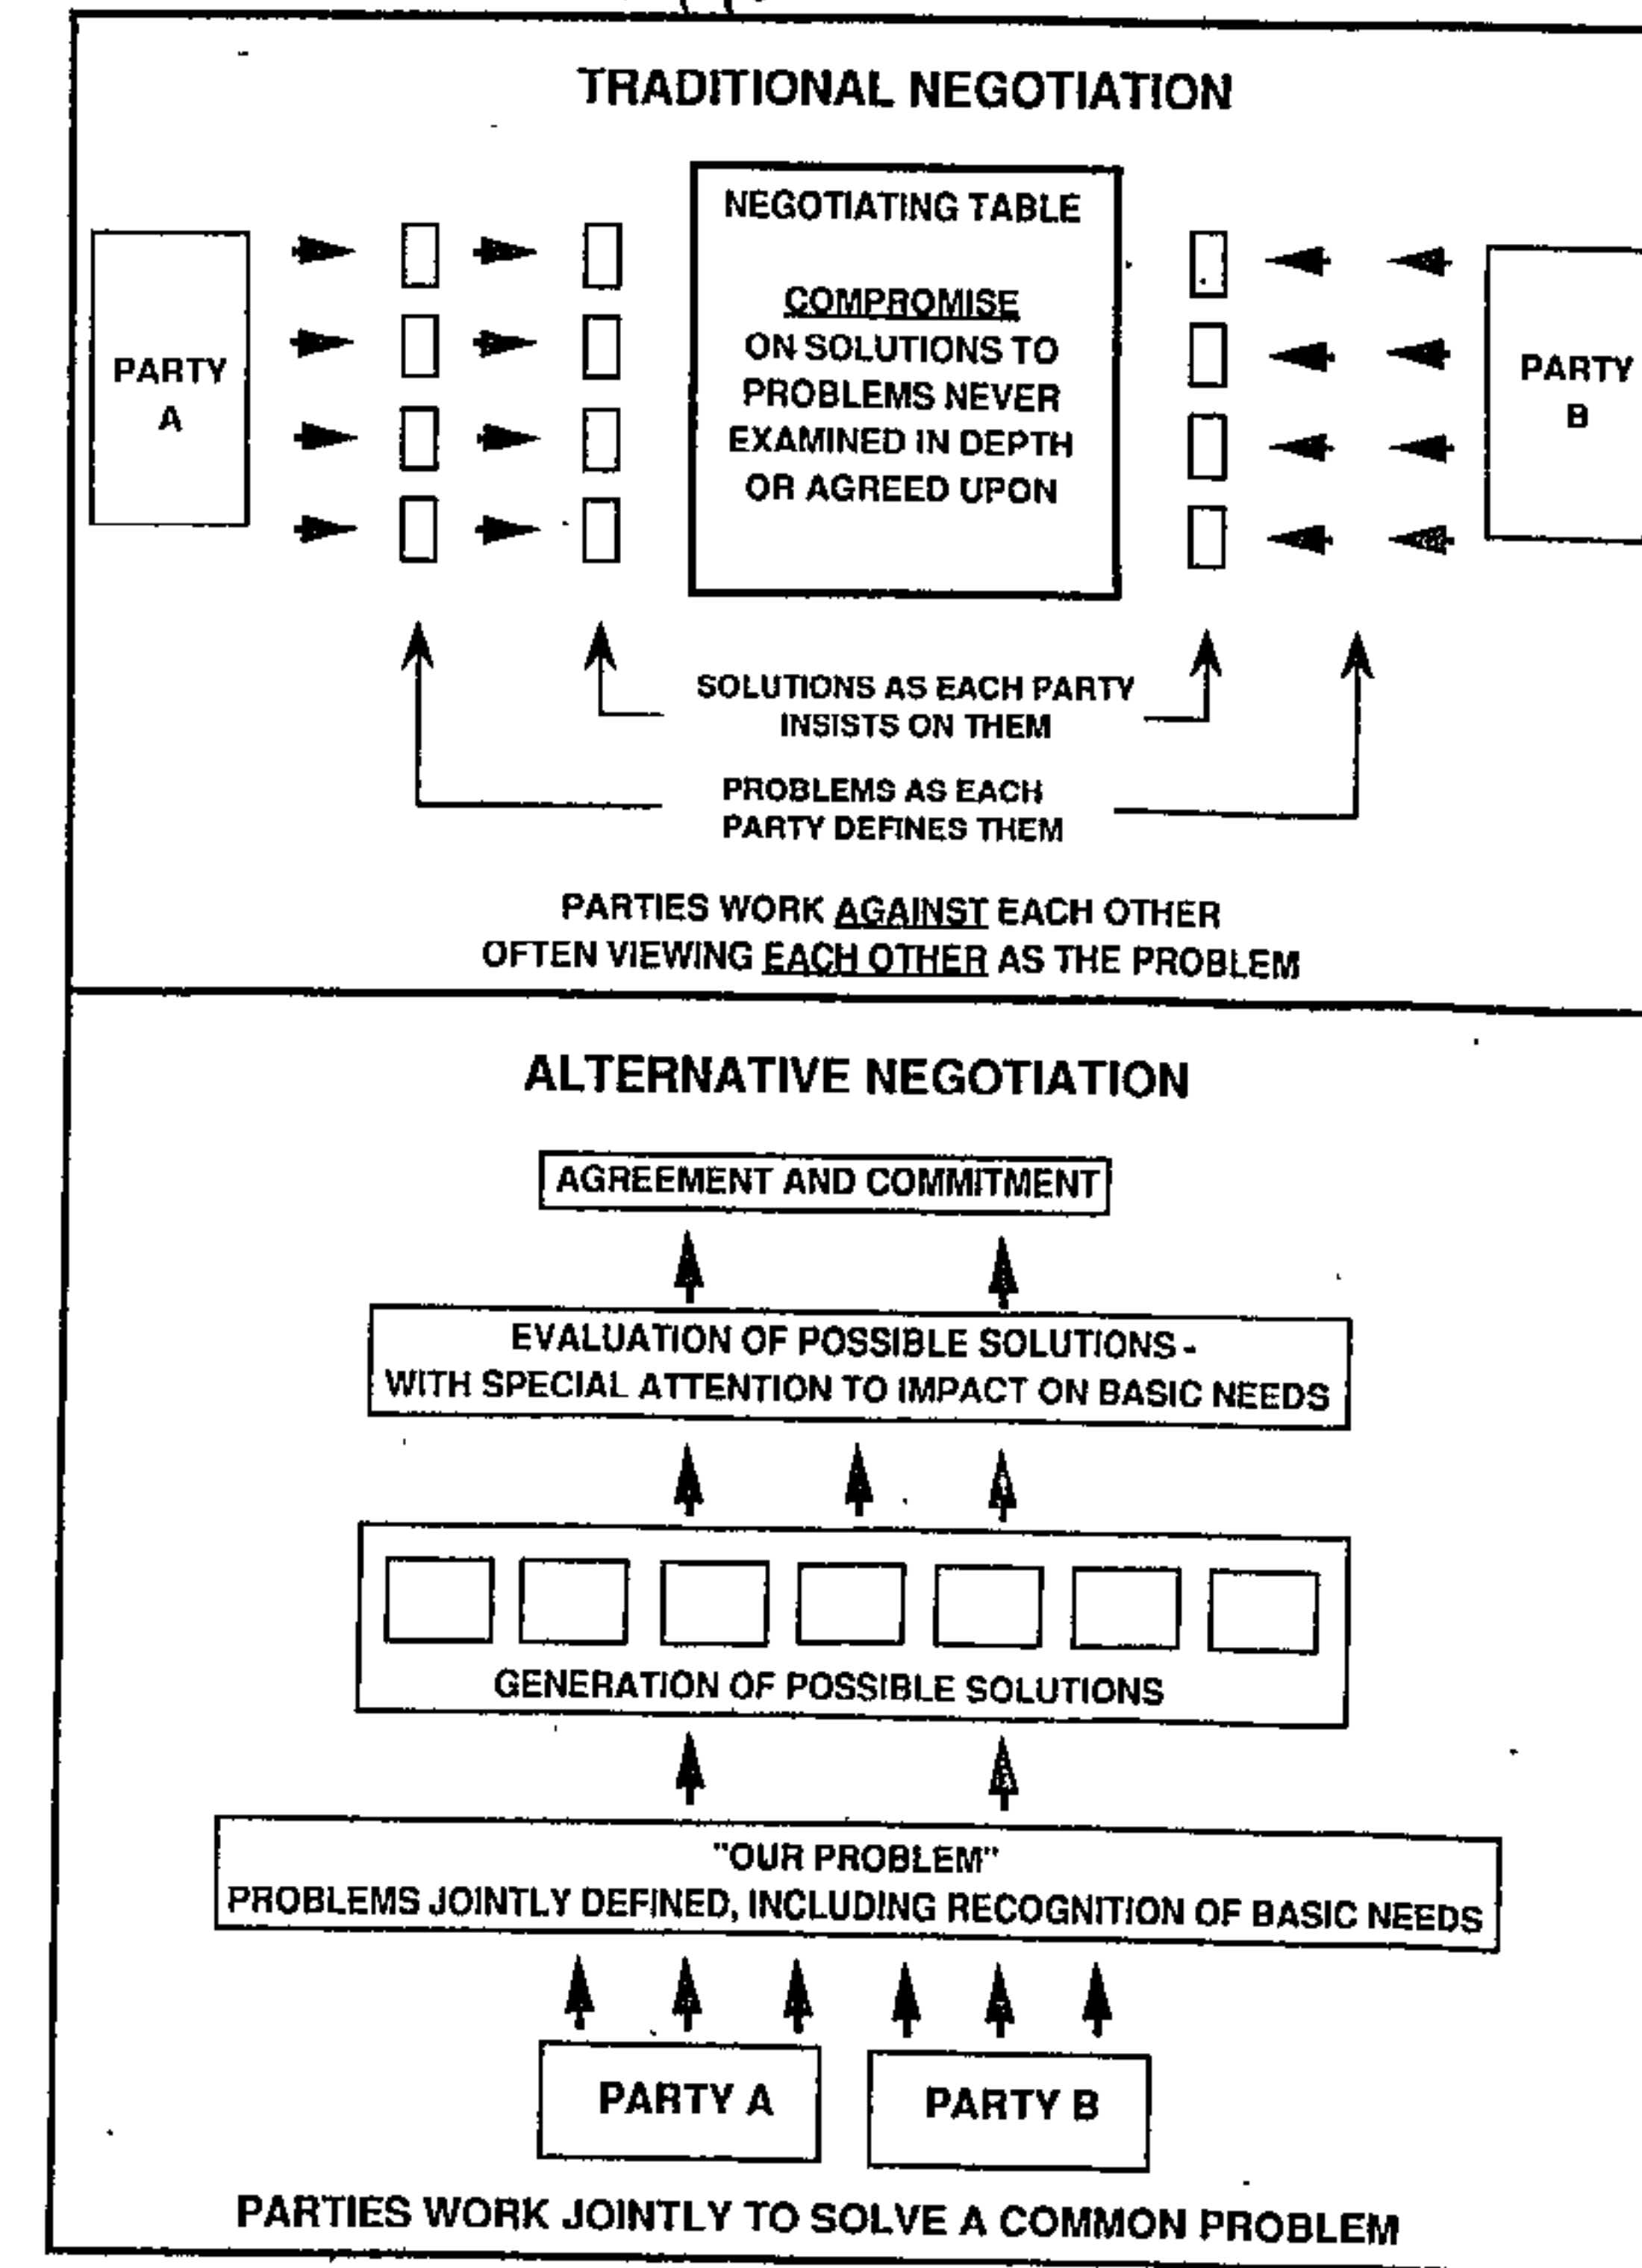 TRADITIONAL NEGOTIATION
NEGOTIATING TABLE
COMPROMISE
ON SOLUTIONS TO
PROBLEMS NEVER
EXAMINED IN DEPTH
OR AGREED UPON
PARTY
A
PARTY
B
SOLUTIONS AS EACH PARTY
INSISTS ON THEM
PROBLEMS AS EACH
PARTY DEFINES THEM
PARTIES WORK AGAINST EACH OTHER
OFTEN VIEWING EACH OTHER AS THE PROBLEM
ALTERNATIVE NEGOTIATION
AGREEMENT AND COMMITMENT
EVALUATION OF POSSIBLE SOLUTIONS -
WITH SPECIAL ATTENTION TO IMPACT ON BASIC NEEDS
GENERATION OF POSSIBLE SOLUTIONS
"OUR PROBLEM"
PROBLEMS JOINTLY DEFINED, INCLUDING RECOGNITION OF BASIC NEEDS
PARTY A
PARTY B
PARTIES WORK JOINTLY TO SOLVE A COMMON PROBLEM